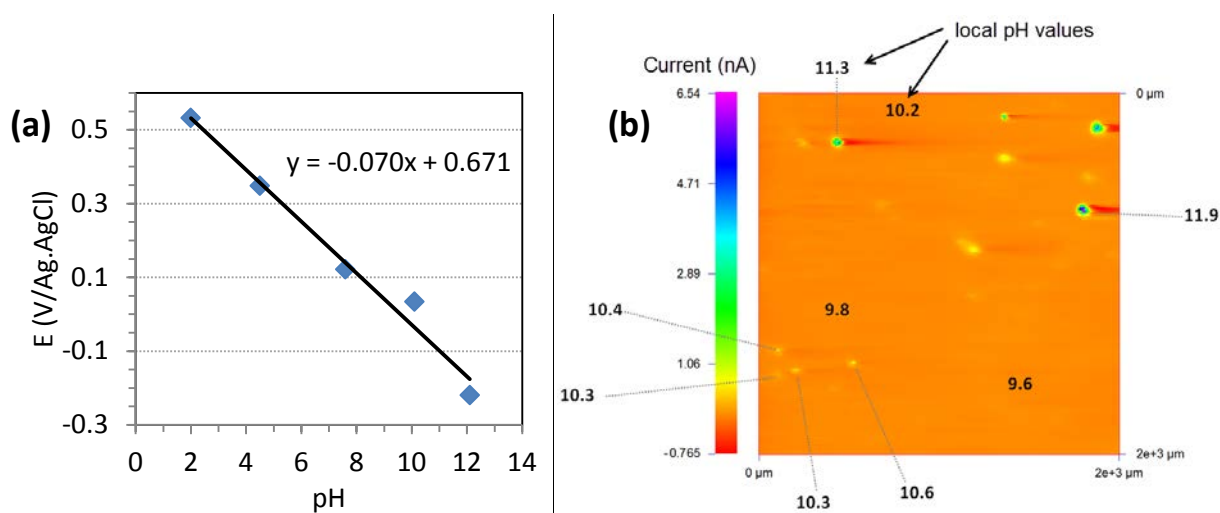 (a)
E (V/Ag.AgCl)
0.5
0.3
0.1
-0.1
-0.3
y = -0.070x + 0.671
0 2 4 6 8 10 12 14
pH
(b)
local pH values
Current (nA)
11.3
10.2
6.54
4.71
2.89
1.06
-0.765
0 µm
11.9
9.8
10.4
9.6
10.3
2e+3 µm
0 µm
2e+3 µm
10.3
10.6